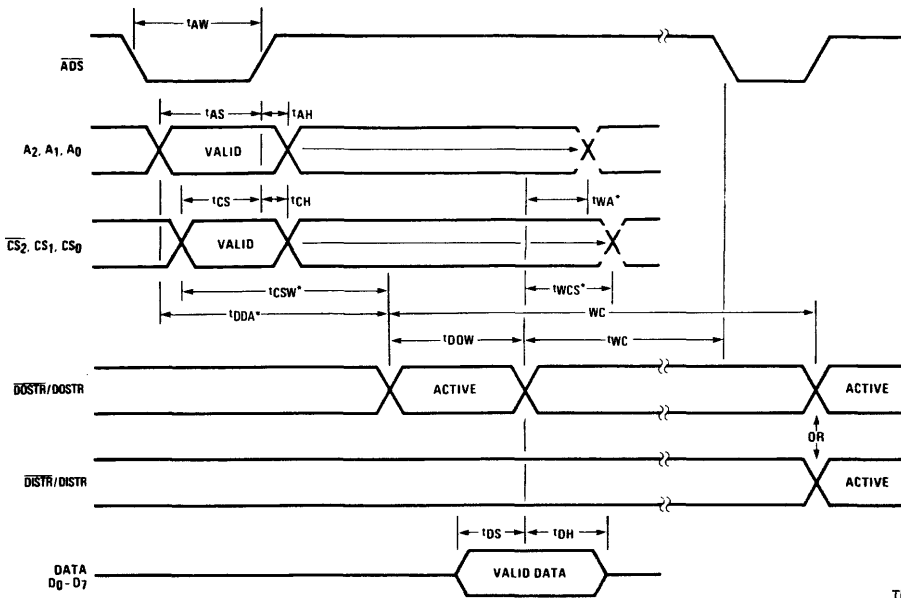 tAW
ADS
tAS
tAH
A2, A1, A0
VALID
tCS
tCH
tWA*
CS2, CS1, CS0
VALID
tCSW*
tWCS*
tDDA*
WC
tDOW
tWC
DOSTR/DOSTR
ACTIVE
ACTIVE
OR
DISTR/DISTR
ACTIVE
tDS
tDH
DATA
D0 - D7
VALID DATA